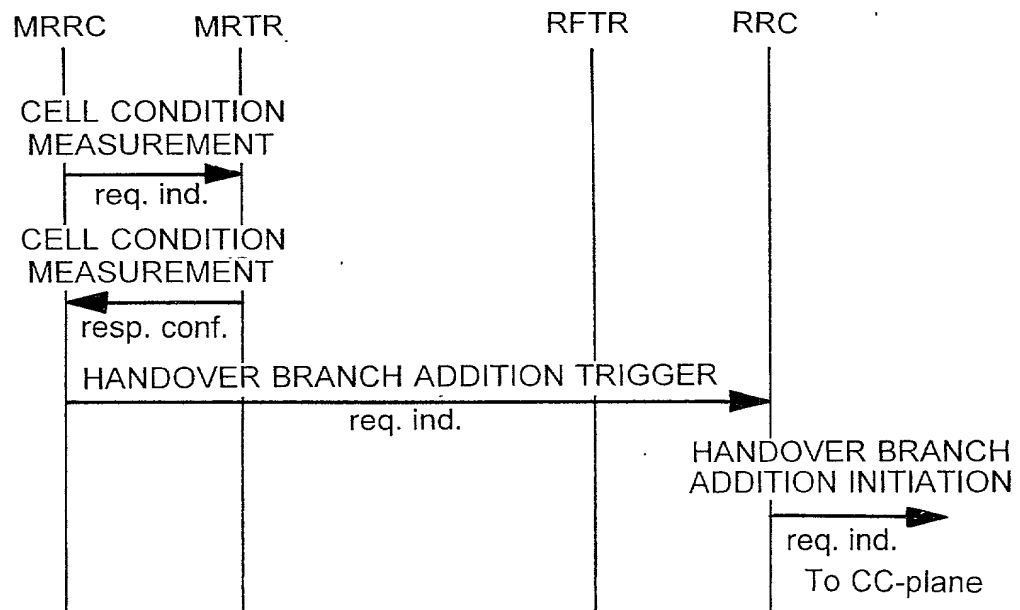 MRRC MRTR RFTR RRC
CELL CONDITION
MEASUREMENT
req. ind.
CELL CONDITION
MEASUREMENT
resp. conf.
HANDOVER BRANCH ADDITION TRIGGER
req. ind.
HANDOVER BRANCH
ADDITION INITIATION
req. ind.
To CC-plane